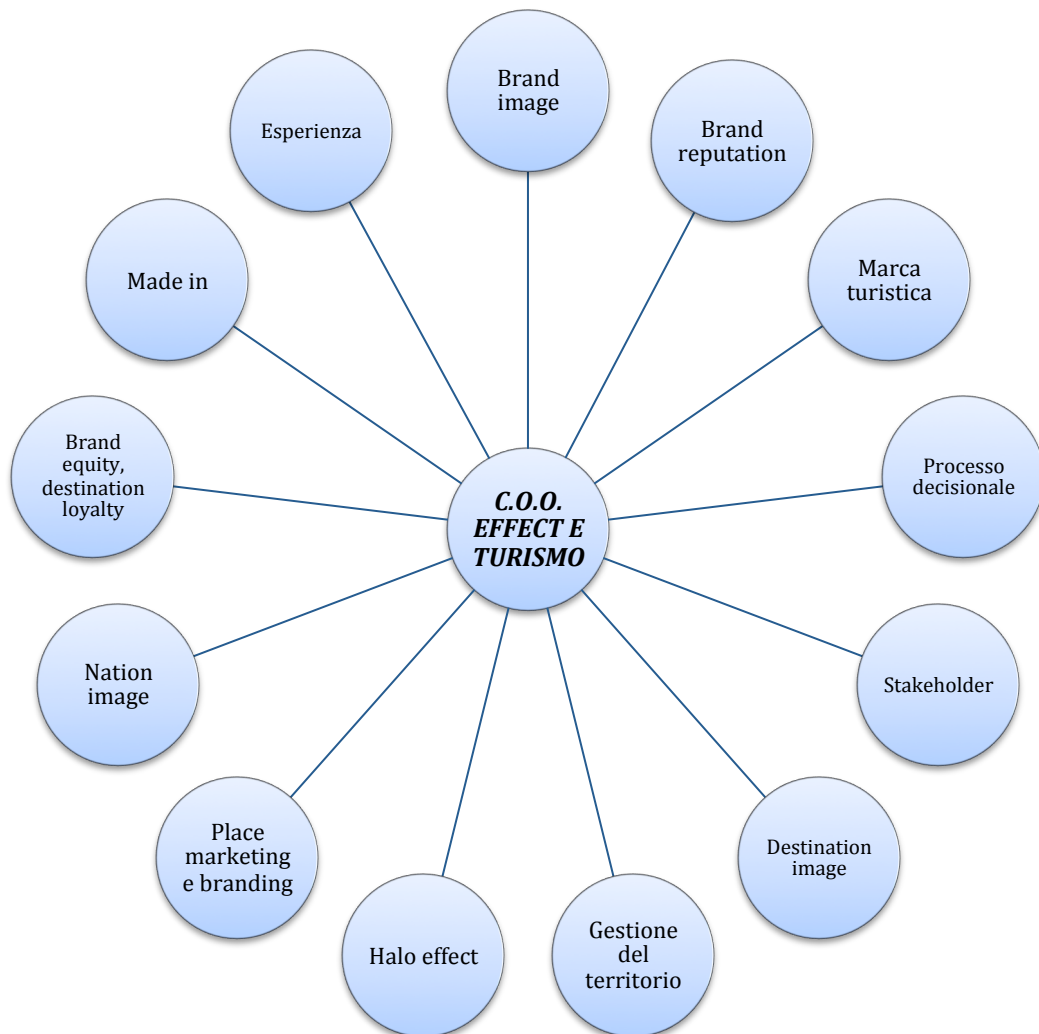 Brand
image
Brand
reputation
Marca
turistica
Processo
decisionale
Stakeholder
Destination
image
Gestione
del
territorio
Halo effect
Place
marketing
e branding
Nation
image
Brand
equity,
destination
loyalty
Made in
Esperienza
C.O.O.
EFFECT E
TURISMO